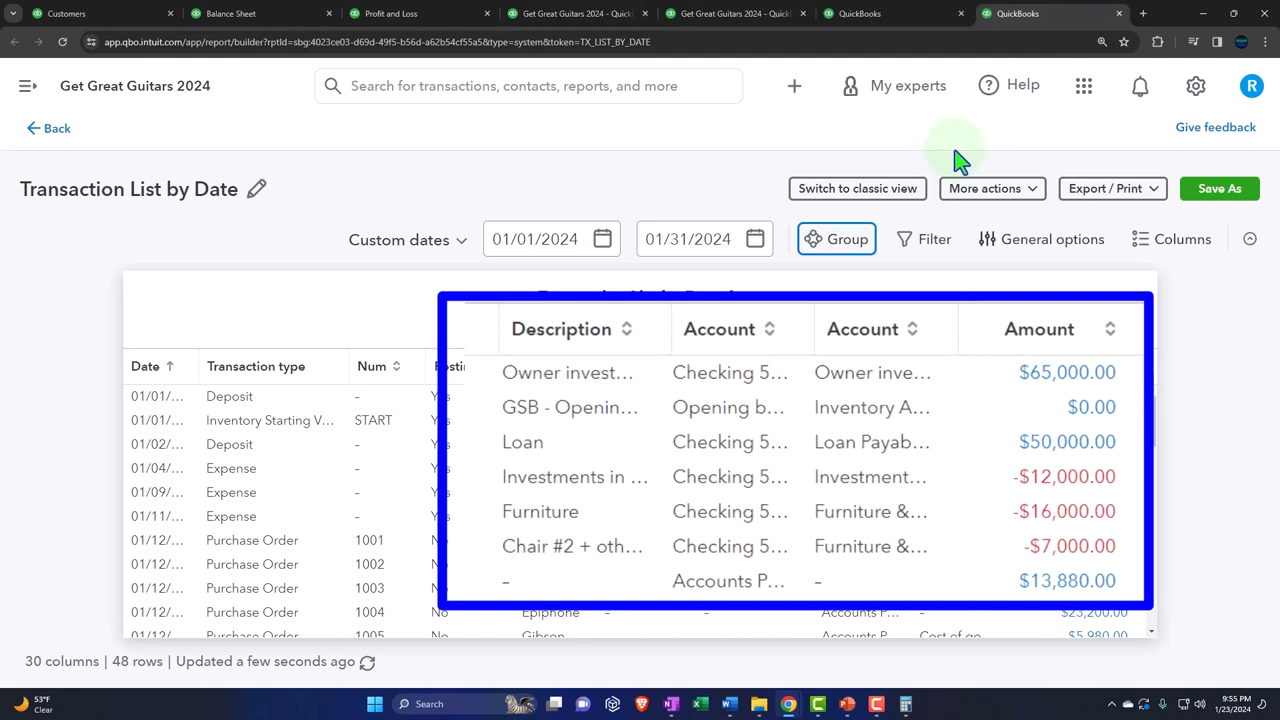 Customers Balance Sheet Profit and Loss Get Great Guitars 2024 - Quick Get Great Guitars 2024 - Quick QuickBooks QuickBooks
app.qbo.intuit.com/app/report/builder?rptId=sbg:4023ce03-d69d-49f5-b56d-a62b54cf55a5&type=system&token=TX_LIST_BY_DATE
Get Great Guitars 2024 Search for transactions, contacts, reports, and more My experts Help R
Back Give feedback
Transaction List by Date Switch to classic view More actions Export / Print Save As
Custom dates 01/01/2024 01/31/2024 Group Filter General options Columns
Description Account Account Amount
Date Transaction type Num
Owner invest... Checking 5... Owner inve... $65,000.00
01/01/... Deposit –
GSB - Openin... Opening b... Inventory A... $0.00
01/01/... Inventory Starting V... START
Loan Checking 5... Loan Payab... $50,000.00
01/02/... Deposit –
01/04/... Expense –
Investments in ... Checking 5... Investment... -$12,000.00
01/09/... Expense –
Furniture Checking 5... Furniture &... -$16,000.00
01/11/... Expense –
01/12/... Purchase Order 1001
Chair #2 + oth... Checking 5... Furniture &... -$7,000.00
01/12/... Purchase Order 1002
– Accounts P... – $13,880.00
01/12/... Purchase Order 1003
01/12/... Purchase Order 1004 No Epiphone – – Accounts P... – $23,200.00
01/12/... Purchase Order 1005 No Gibson Accounts P... Cost of go $5,980.00
30 columns | 48 rows | Updated a few seconds ago
53°F
Clear
Search
9:55 PM
1/23/2024